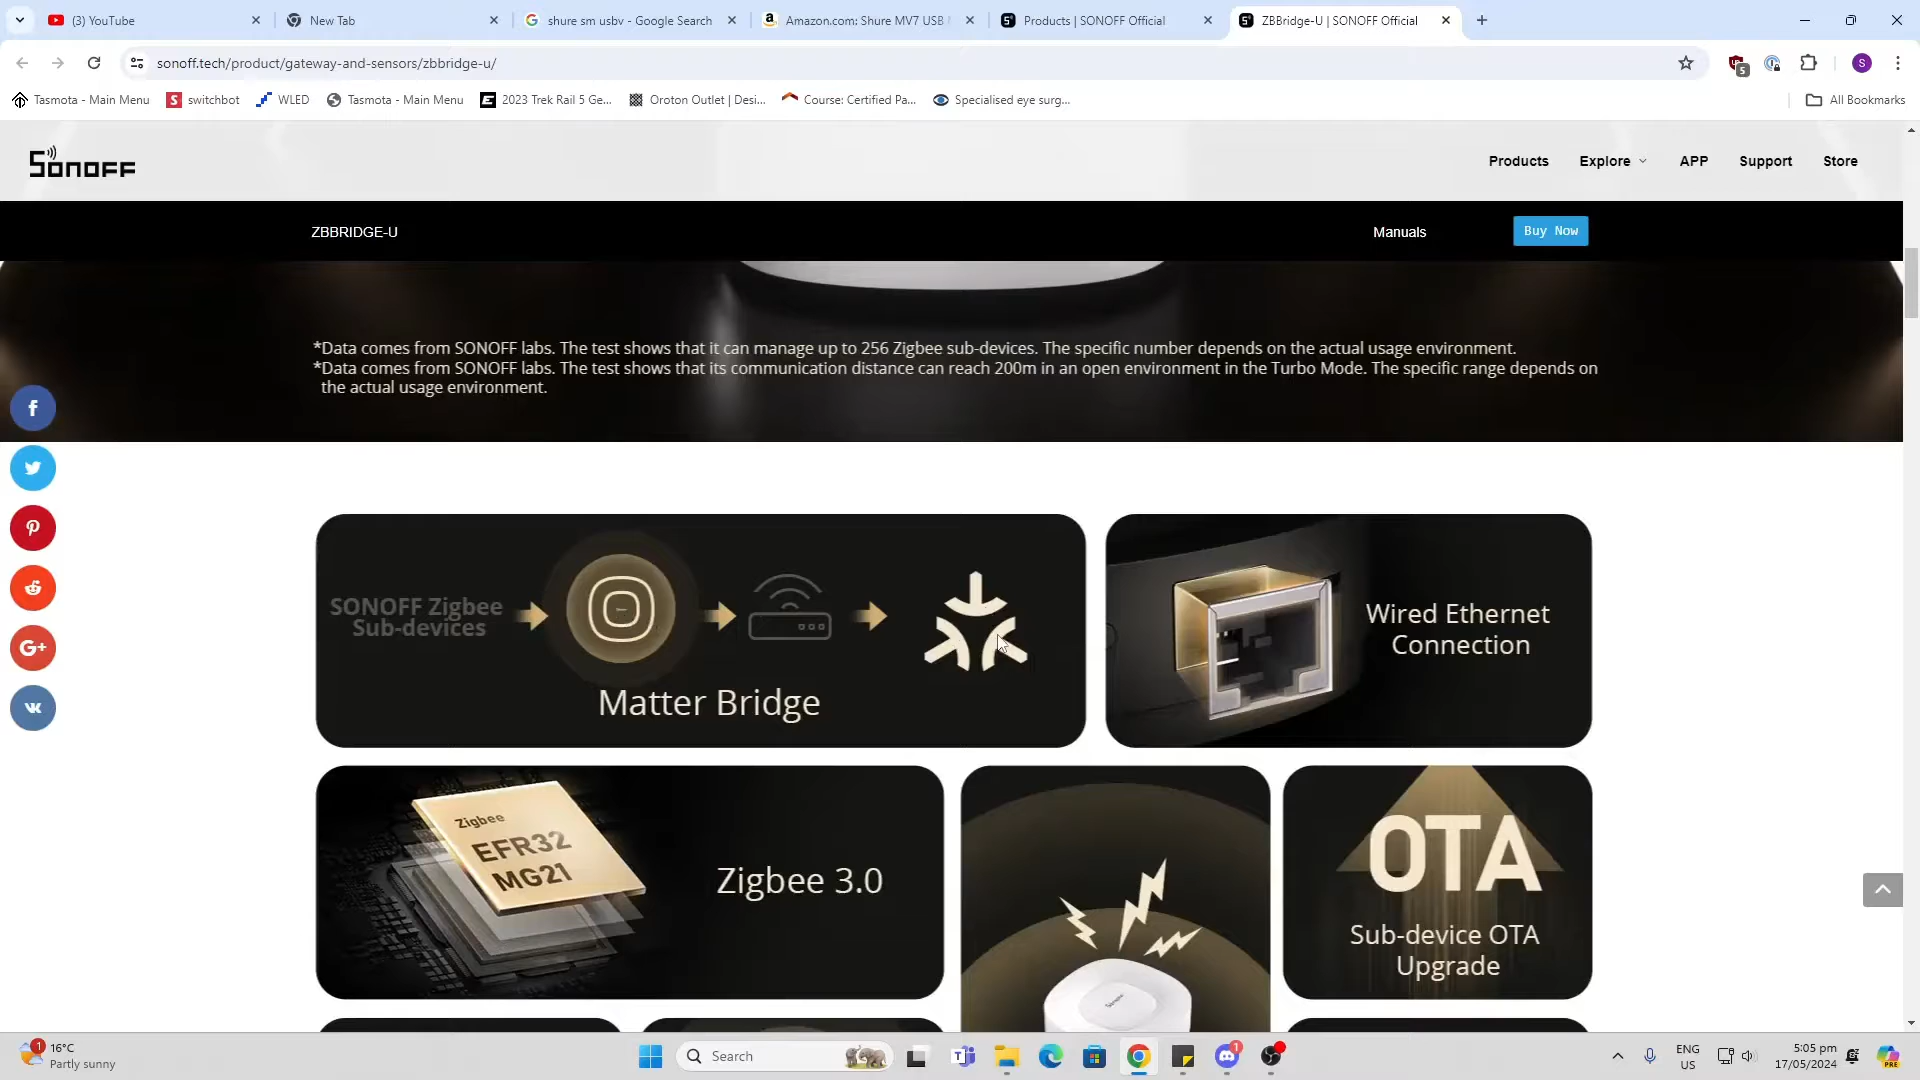 (3) YouTube
New Tab
shure sm usbv - Google Search
Amazon.com: Shure MV7 USB
Products | SONOFF Official
ZBBridge-U | SONOFF Official
sonoff.tech/product/gateway-and-sensors/zbbridge-u/
5
S
Tasmota - Main Menu
switchbot
WLED
Tasmota - Main Menu
2023 Trek Rail 5 Ge...
Oroton Outlet | Desi...
Course: Certified Pa...
Specialised eye surg...
All Bookmarks
SONOFF
Products
Explore
APP
Support
Store
ZBBRIDGE-U
Manuals
Buy Now
*Data comes from SONOFF labs. The test shows that it can manage up to 256 Zigbee sub-devices. The specific number depends on the actual usage environment.
*Data comes from SONOFF labs. The test shows that its communication distance can reach 200m in an open environment in the Turbo Mode. The specific range depends on
the actual usage environment.
SONOFF Zigbee
Sub-devices
Matter Bridge
Wired Ethernet
Connection
Zigbee
EFR32
MG21
Zigbee 3.0
OTA
Sub-device OTA
Upgrade
1
16°C
Partly sunny
Search
1
ENG
US
5:05 pm
17/05/2024
PRE